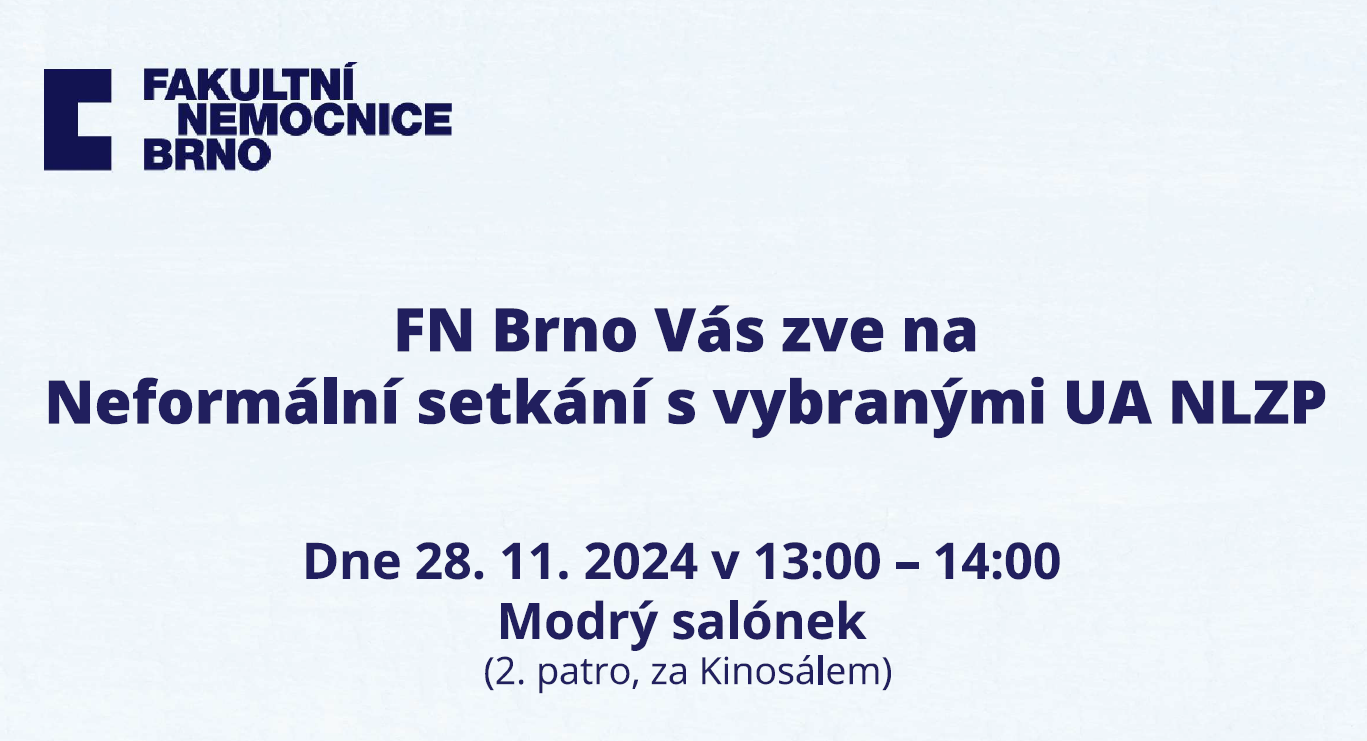 FAKULTNÍ
NEMOCNICE
BRNO
FN Brno Vás zve na
Neformální setkání s vybranými UA NLZP
Dne 28. 11. 2024 v 13:00 – 14:00
Modrý salónek
(2. patro, za Kinosálem)